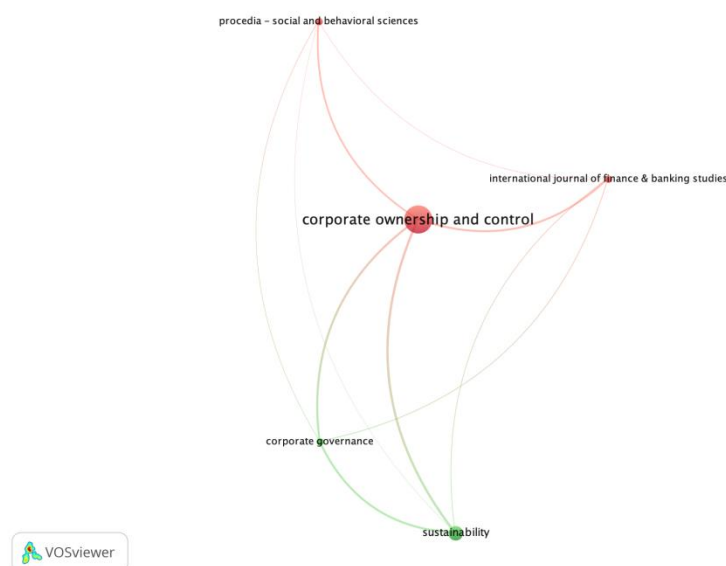 procedia – social and behavioral sciences
international journal of finance & banking studies
corporate ownership and control
corporate governance
sustainability
VOSviewer